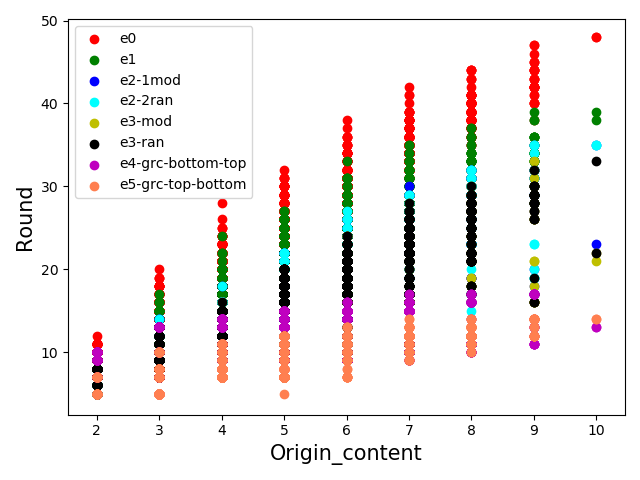 50
e0
e1
e2-1mod
e2-2ran
e3-mod
e3-ran
e4-grc-bottom-top
e5-grc-top-bottom
40
30
20
10
Round
2 3 4 5 6 7 8 9 10
Origin_content